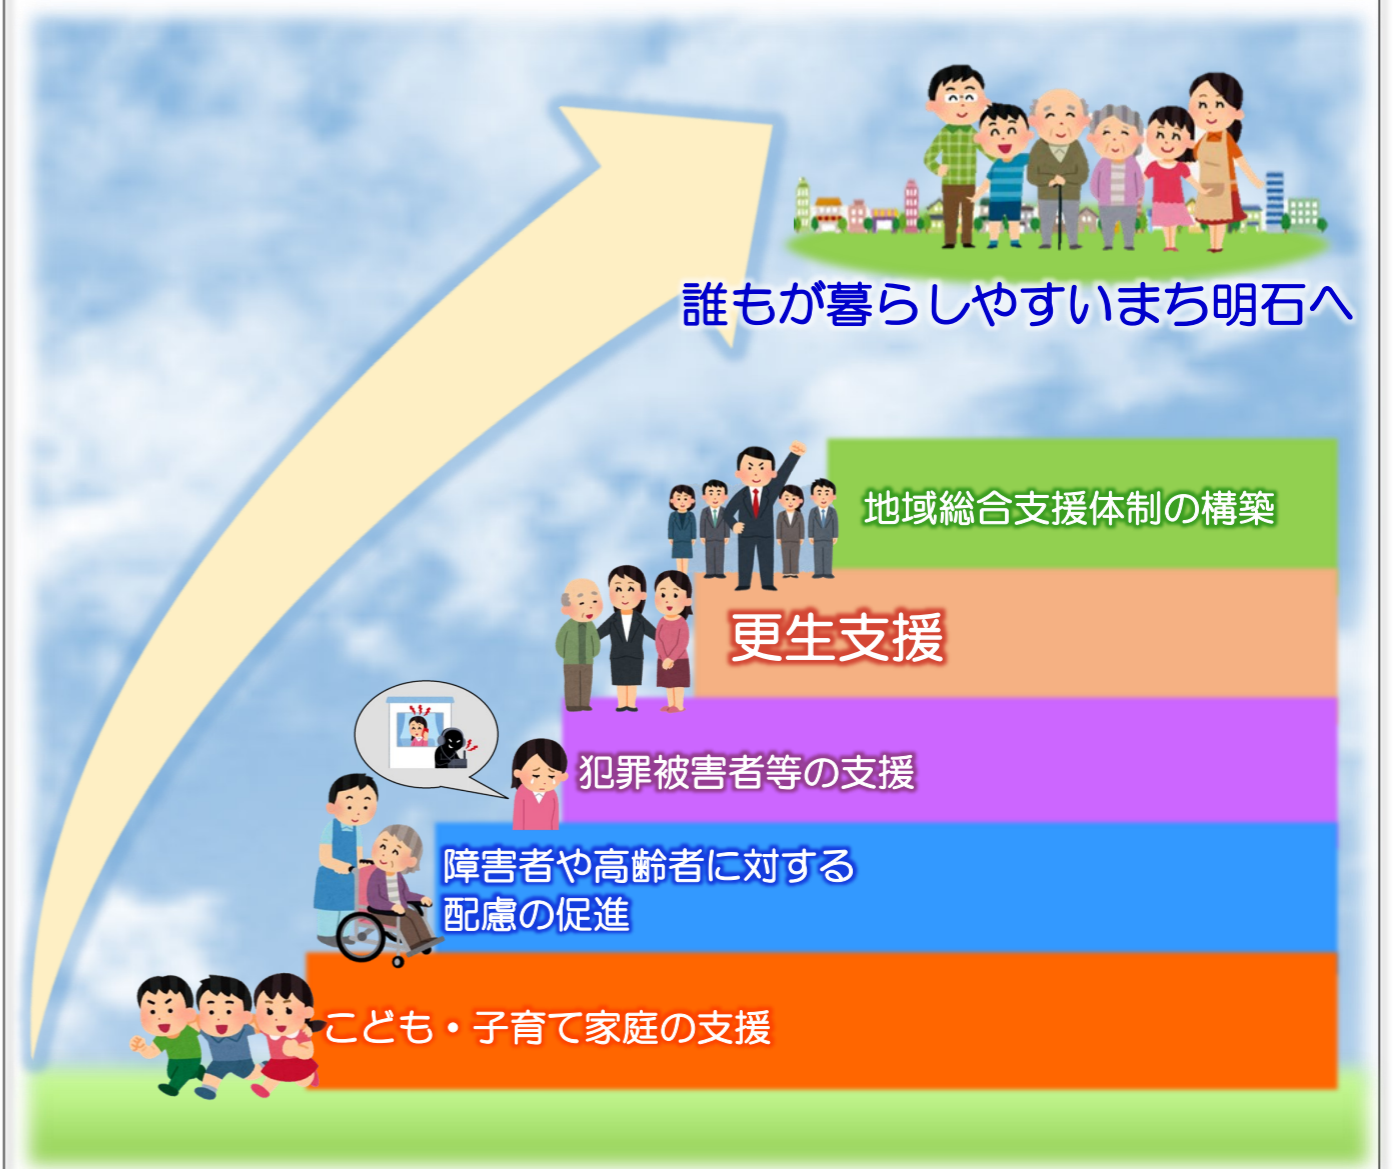 誰もが暮らしやすいまち明石へ
地域総合支援体制の構築
更生支援
犯罪被害者等の支援
障害者や高齢者に対する
配慮の促進
こども・子育て家庭の支援